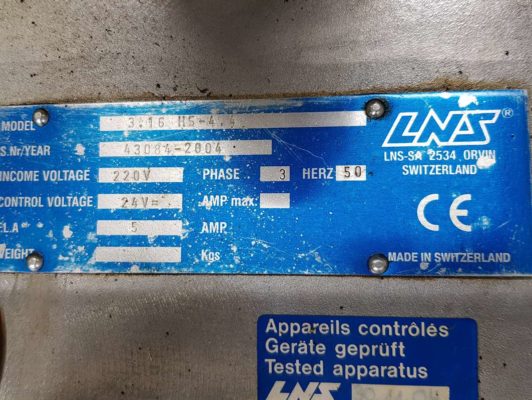 MODEL 3.16 HS-4.4
S.Nr/YEAR 43084-2004
INCOME VOLTAGE 220V PHASE 3 HERZ 50
CONTROL VOLTAGE 24V= AMP max.
F.L.A 5 AMP
WEIGHT Kgs
LNS®
LNS-SA 2534 ORVIN
SWITZERLAND
CE
MADE IN SWITZERLAND
Appareils contrôlés
Geräte geprüft
Tested apparatus
LNS